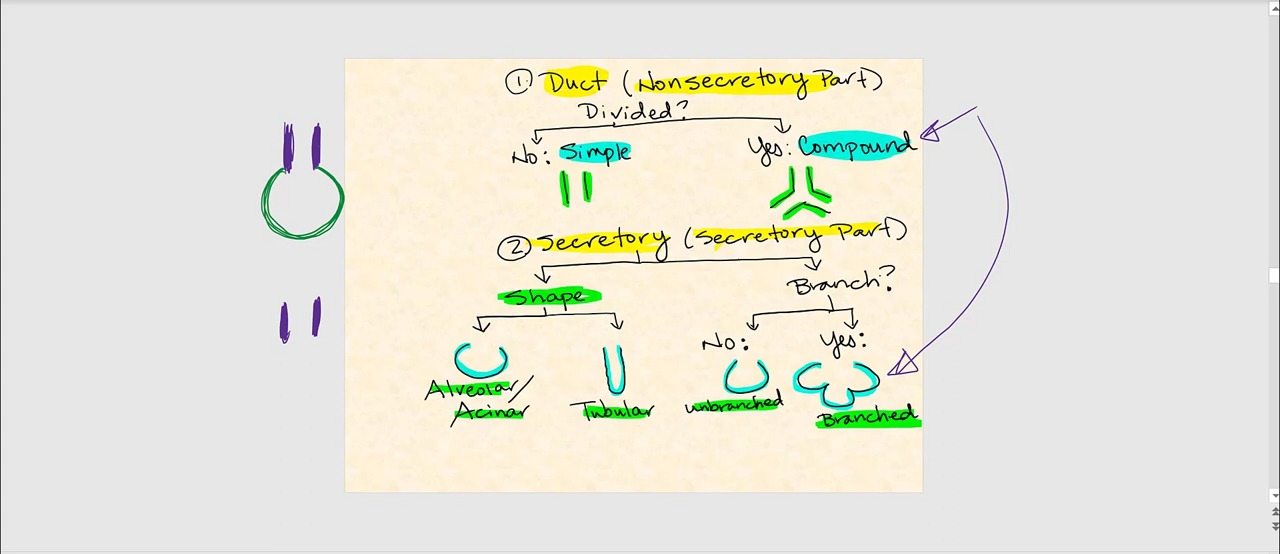 ① Duct (Nonsecretory Part)
Divided?
No: Simple
Yes: Compound
② Secretory (Secretory Part)
Shape
Branch?
No:
Yes:
Alveolar/
Acinar
Tubular
unbranched
Branched